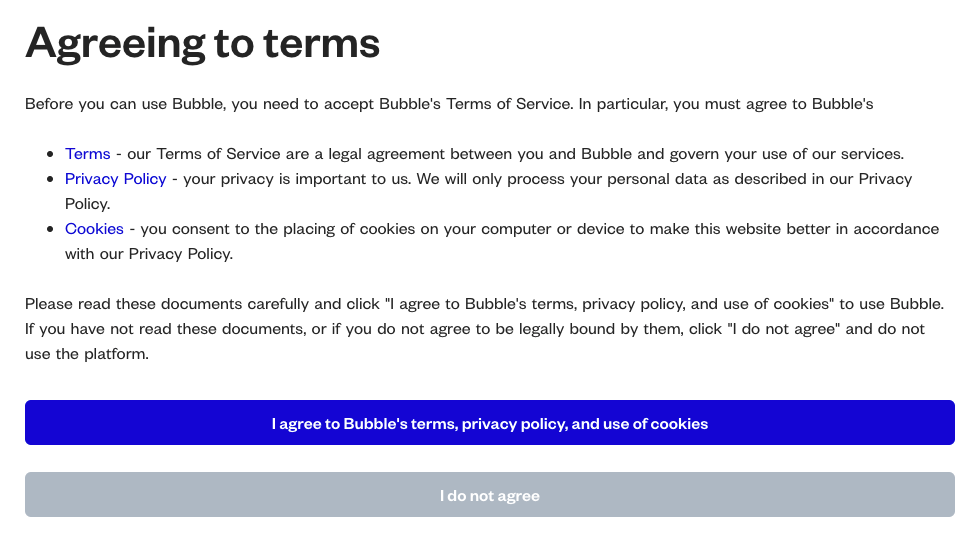 Agreeing to terms
Before you can use Bubble, you need to accept Bubble's Terms of Service. In particular, you must agree to Bubble's
Terms - our Terms of Service are a legal agreement between you and Bubble and govern your use of our services.
Privacy Policy - your privacy is important to us. We will only process your personal data as described in our Privacy
Policy.
Cookies - you consent to the placing of cookies on your computer or device to make this website better in accordance
with our Privacy Policy.
Please read these documents carefully and click "I agree to Bubble's terms, privacy policy, and use of cookies" to use Bubble.
If you have not read these documents, or if you do not agree to be legally bound by them, click "I do not agree" and do not
use the platform.
I agree to Bubble's terms, privacy policy, and use of cookies
I do not agree